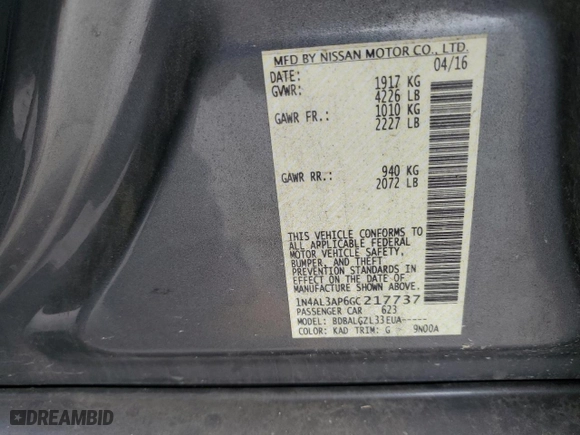 MFD BY NISSAN MOTOR CO., LTD.
DATE: 04/16
GVWR: 1917 KG
4226 LB
GAWR FR.: 1010 KG
2227 LB
GAWR RR.: 940 KG
2072 LB
THIS VEHICLE CONFORMS TO
ALL APPLICABLE FEDERAL
MOTOR VEHICLE SAFETY,
BUMPER, AND THEFT
PREVENTION STANDARDS IN
EFFECT ON THE DATE OF
MANUFACTURE SHOWN ABOVE.
1N4AL3AP6GC217737
PASSENGER CAR 623
MODEL: BDBALGZL33EUA-----
COLOR: KAD TRIM: G 9N00A
DREAMBID